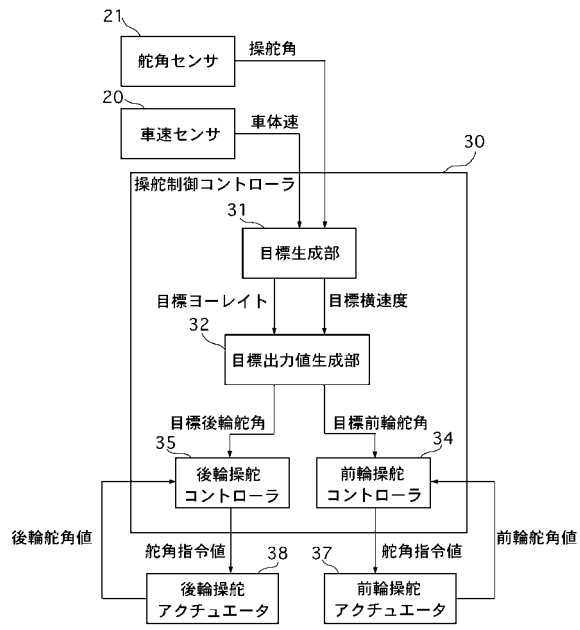 21
舵角センサ
操舵角
20
車速センサ
車体速
30
操舵制御コントローラ
31
目標生成部
目標ヨーレイト
目標横速度
32
目標出力値生成部
目標後輪舵角
目標前輪舵角
35
34
後輪操舵
コントローラ
前輪操舵
コントローラ
後輪舵角値
舵角指令値
舵角指令値
前輪舵角値
38
37
後輪操舵
アクチュエータ
前輪操舵
アクチュエータ